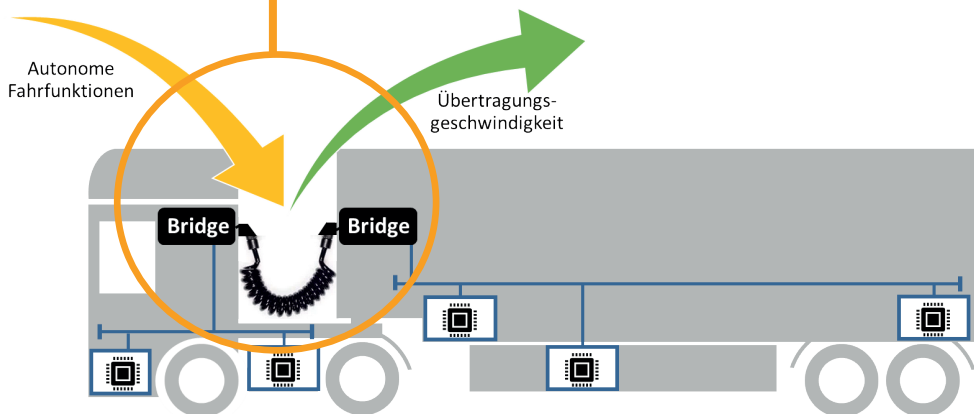 Autonome
Fahrfunktionen
Übertragungs-
geschwindigkeit
Bridge
Bridge